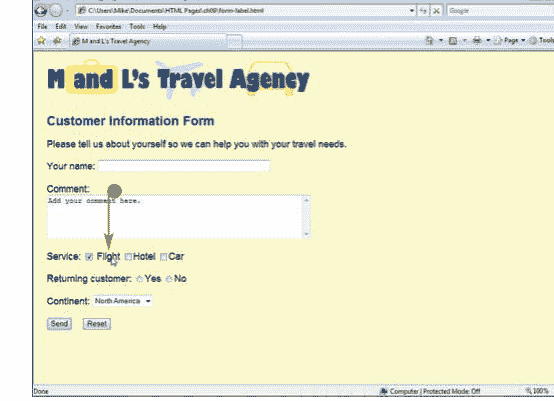 C:\Users\Mike\Documents\HTML Pages\ch09\form-label.html
Google
File Edit View Favorites Tools Help
M and L's Travel Agency
Page Tools
M and L's Travel Agency
Customer Information Form
Please tell us about yourself so we can help you with your travel needs.
Your name:
Comment:
Add your comment here.
Service: Flight Hotel Car
Returning customer: Yes No
Continent: North America
Send Reset
Done Computer | Protected Mode: Off 100%